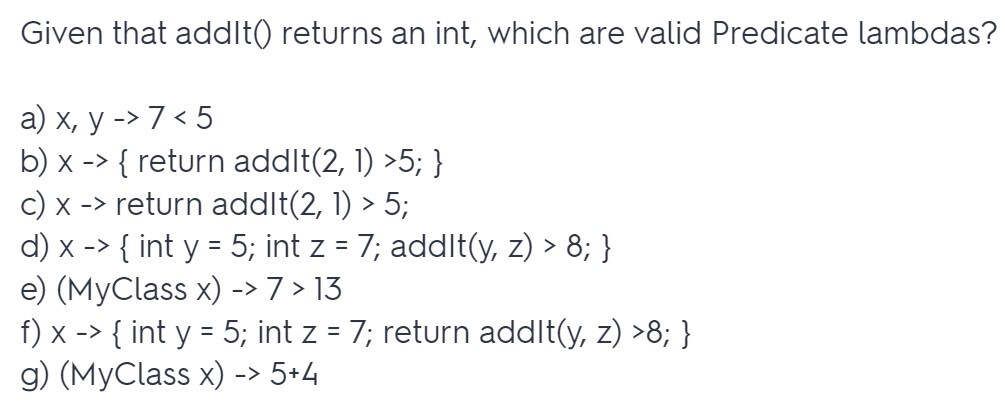 Given that addIt() returns an int, which are valid Predicate lambdas?
a) x, y -> 7 < 5
b) x -> { return addIt(2, 1) >5; }
c) x -> return addIt(2, 1) > 5;
d) x -> { int y = 5; int z = 7; addIt(y, z) > 8; }
e) (MyClass x) -> 7 > 13
f) x -> { int y = 5; int z = 7; return addIt(y, z) >8; }
g) (MyClass x) -> 5+4